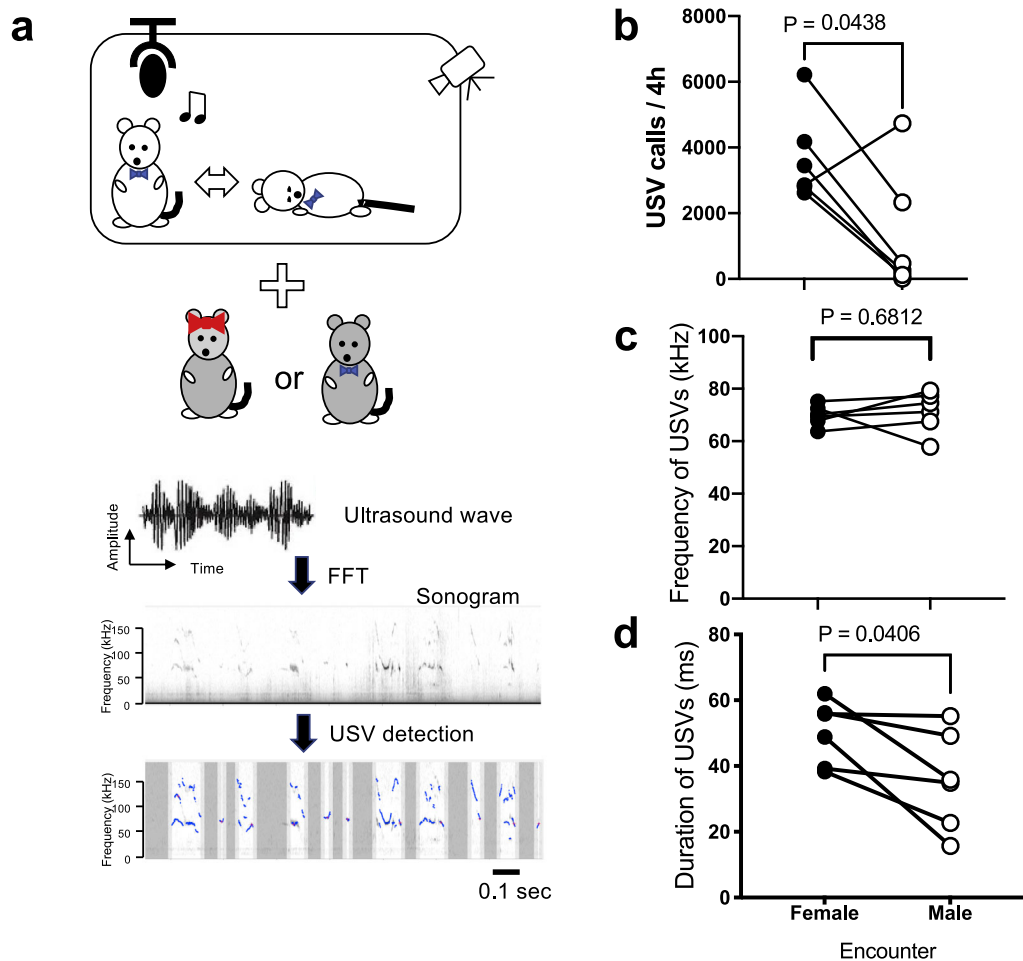 a
or
Amplitude
Time
Ultrasound wave
FFT
Sonogram
Frequency (kHz)
150
100
50
0
USV detection
Frequency (kHz)
150
100
50
0
0.1 sec
b
P = 0.0438
USV calls / 4h
8000
6000
4000
2000
0
c
P = 0.6812
Frequency of USVs (kHz)
100
80
60
40
20
0
d
P = 0.0406
Duration of USVs (ms)
80
60
40
20
0
Female Male
Encounter